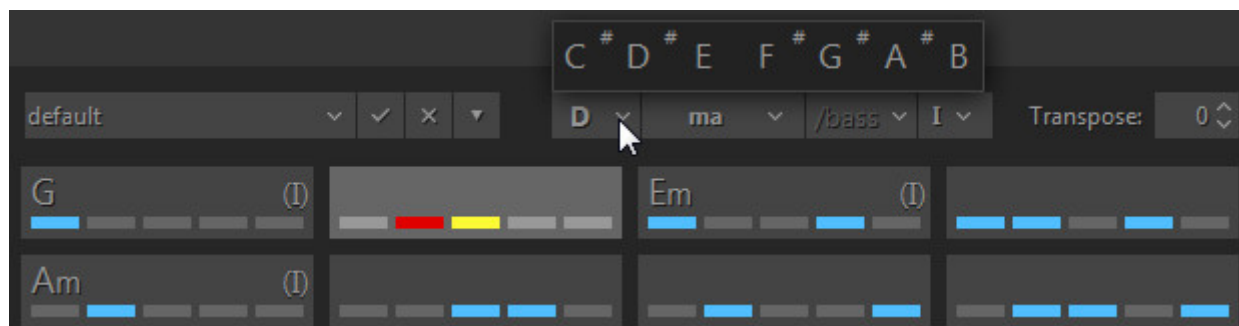 C # D # E F # G # A # B
default D ma /bass I Transpose: 0
G (I) Em (I)
Am (I)